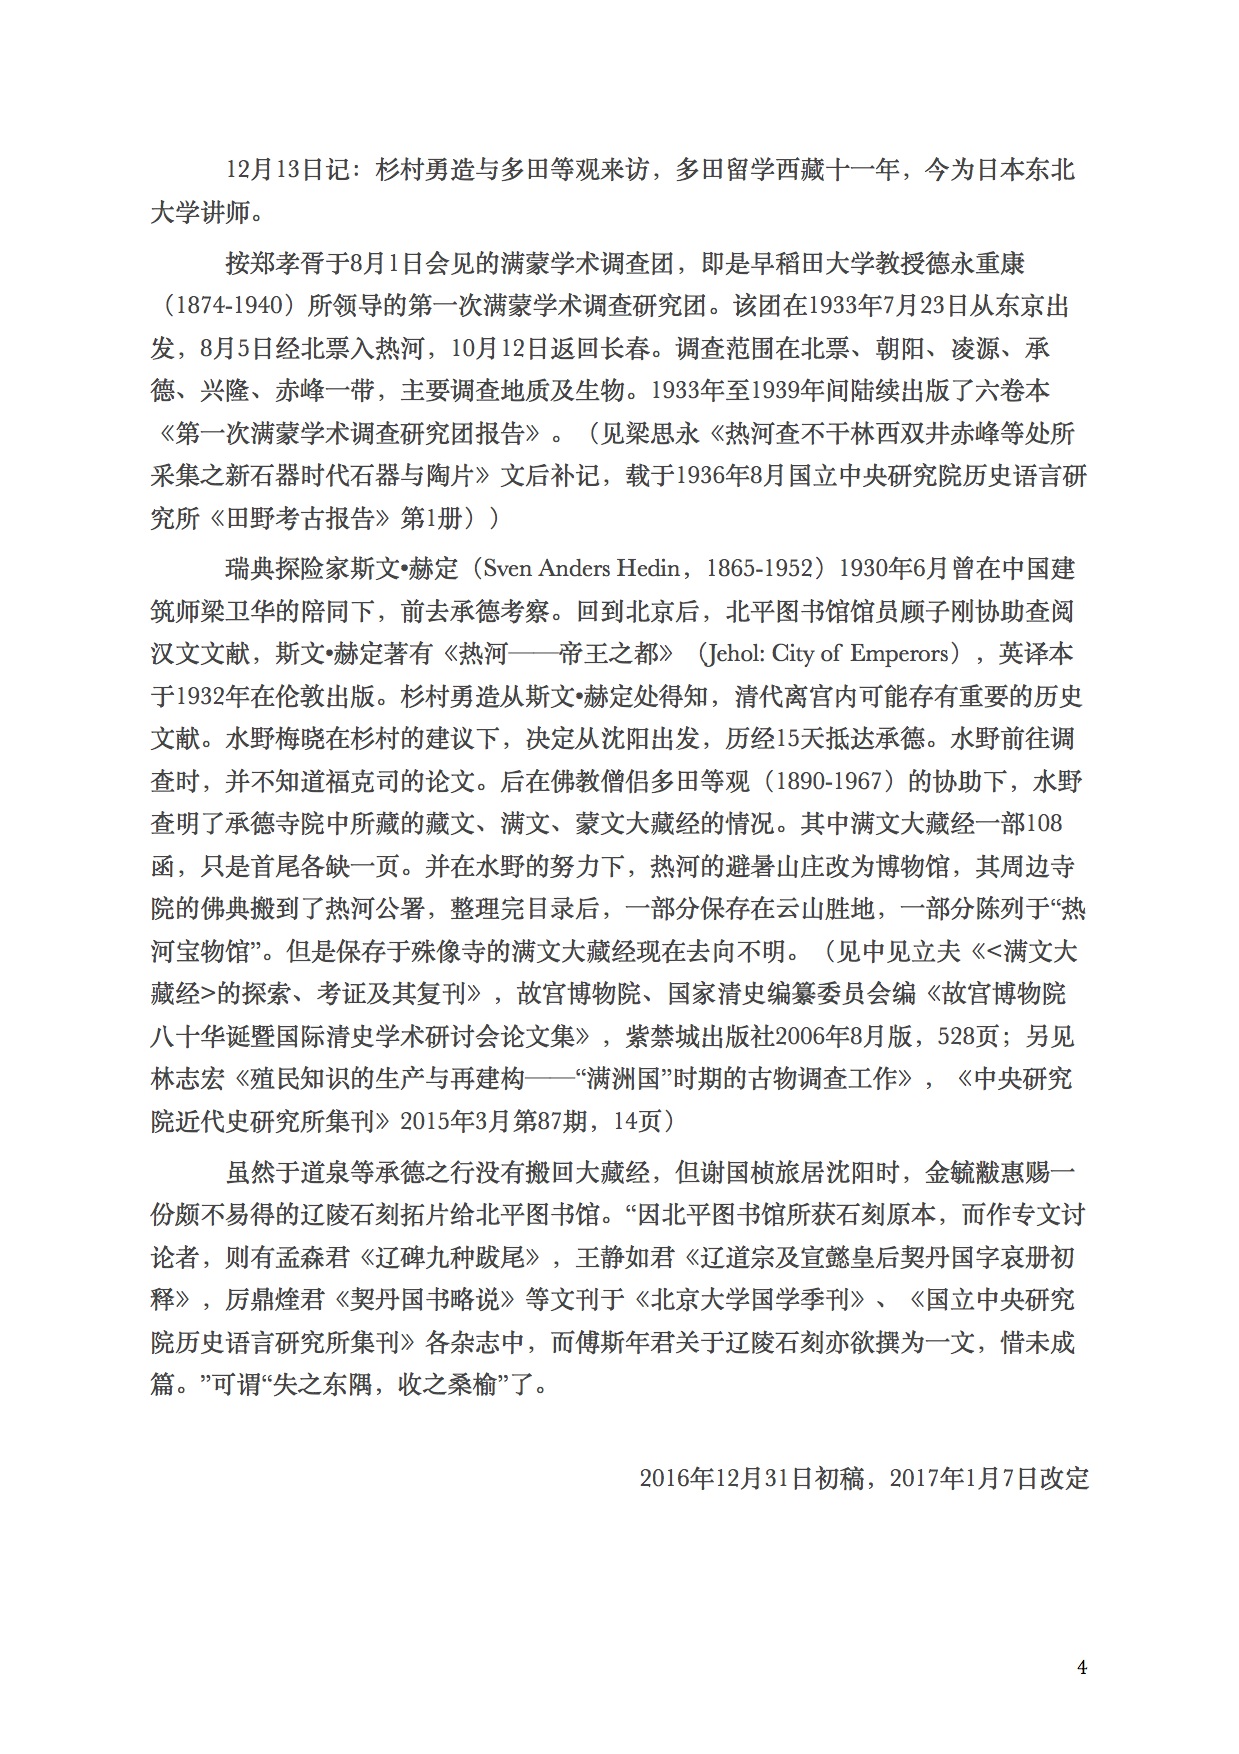 12月13日记：杉村勇造与多田等观来访，多田留学西藏十一年，今为日本东北
大学讲师。
按郑孝胥于8月1日会见的满蒙学术调查团，即是早稻田大学教授德永重康
（1874-1940）所领导的第一次满蒙学术调查研究团。该团在1933年7月23日从东京出
发，8月5日经北票入热河，10月12日返回长春。调查范围在北票、朝阳、凌源、承
德、兴隆、赤峰一带，主要调查地质及生物。1933年至1939年间陆续出版了六卷本
《第一次满蒙学术调查研究团报告》。（见梁思永《热河查不干林西双井赤峰等处所
采集之新石器时代石器与陶片》文后补记，载于1936年8月国立中央研究院历史语言研
究所《田野考古报告》第1册））
瑞典探险家斯文•赫定（Sven Anders Hedin，1865-1952）1930年6月曾在中国建
筑师梁卫华的陪同下，前去承德考察。回到北京后，北平图书馆馆员顾子刚协助查阅
汉文文献，斯文•赫定著有《热河——帝王之都》（Jehol: City of Emperors），英译本
于1932年在伦敦出版。杉村勇造从斯文•赫定处得知，清代离宫内可能存有重要的历史
文献。水野梅晓在杉村的建议下，决定从沈阳出发，历经15天抵达承德。水野前往调
查时，并不知道福克司的论文。后在佛教僧侣多田等观（1890-1967）的协助下，水野
查明了承德寺院中所藏的藏文、满文、蒙文大藏经的情况。其中满文大藏经一部108
函，只是首尾各缺一页。并在水野的努力下，热河的避暑山庄改为博物馆，其周边寺
院的佛典搬到了热河公署，整理完目录后，一部分保存在云山胜地，一部分陈列于“热
河宝物馆”。但是保存于殊像寺的满文大藏经现在去向不明。（见中见立夫《<满文大
藏经>的探索、考证及其复刊》，故宫博物院、国家清史编纂委员会编《故宫博物院
八十华诞暨国际清史学术研讨会论文集》，紫禁城出版社2006年8月版，528页；另见
林志宏《殖民知识的生产与再建构——“满洲国”时期的古物调查工作》，《中央研究
院近代史研究所集刊》2015年3月第87期，14页）
虽然于道泉等承德之行没有搬回大藏经，但谢国桢旅居沈阳时，金毓黻惠赐一
份颇不易得的辽陵石刻拓片给北平图书馆。“因北平图书馆所获石刻原本，而作专文讨
论者，则有孟森君《辽碑九种跋尾》，王静如君《辽道宗及宣懿皇后契丹国字哀册初
释》，厉鼎煃君《契丹国书略说》等文刊于《北京大学国学季刊》、《国立中央研究
院历史语言研究所集刊》各杂志中，而傅斯年君关于辽陵石刻亦欲撰为一文，惜未成
篇。”可谓“失之东隅，收之桑榆”了。
2016年12月31日初稿，2017年1月7日改定
4